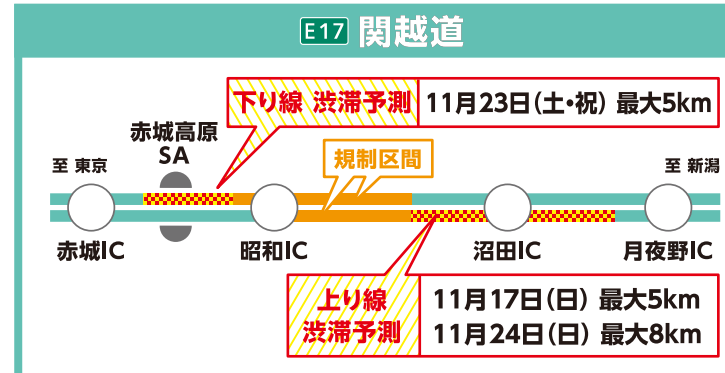 E17 関越道
下り線 渋滞予測 11月23日(土・祝) 最大5km
赤城高原
SA
規制区間
至 東京
至 新潟
赤城IC
昭和IC
沼田IC
月夜野IC
上り線
渋滞予測
11月17日(日) 最大5km
11月24日(日) 最大8km